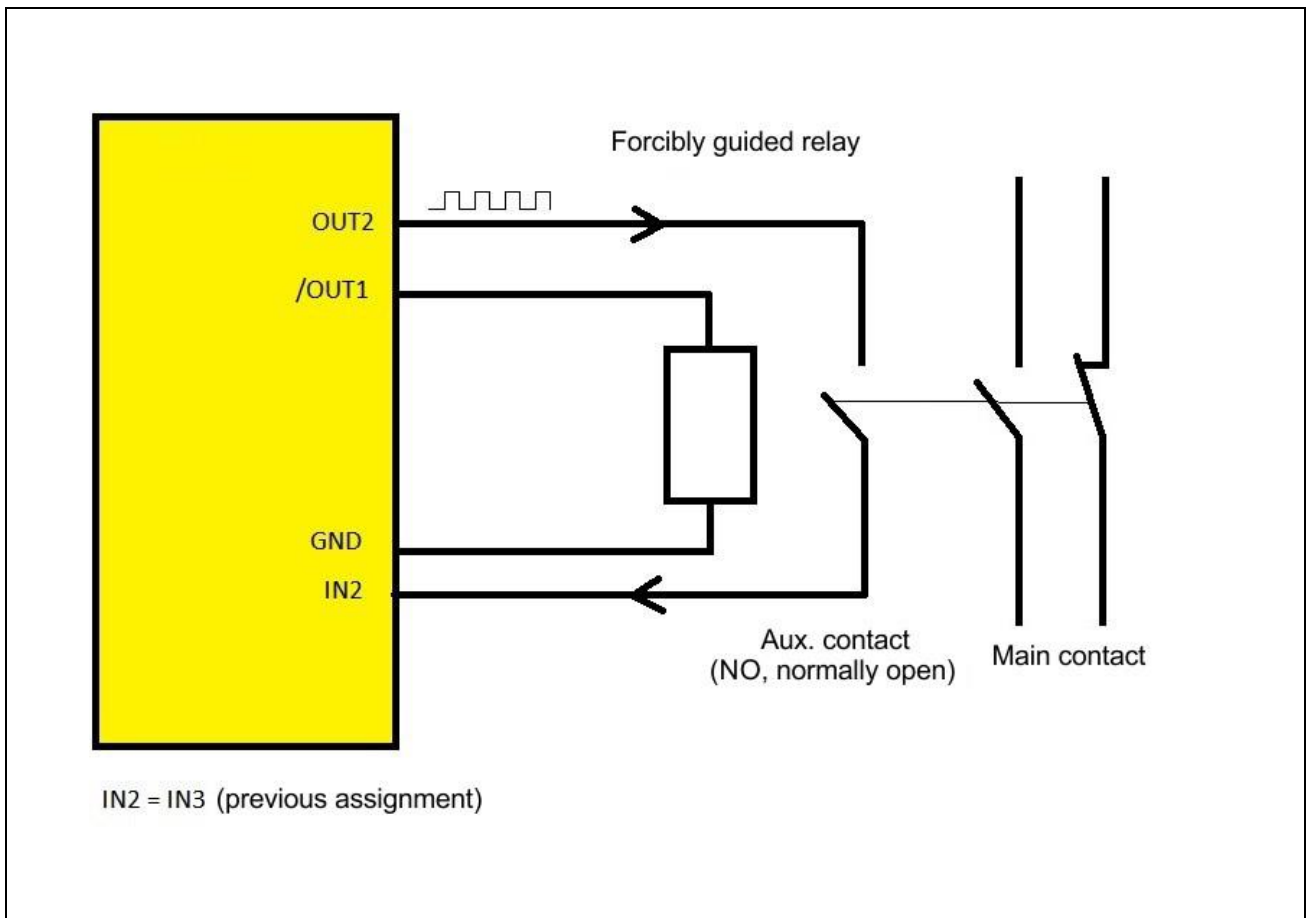 Forcibly guided relay
OUT2
/OUT1
GND
IN2
Aux. contact
(NO, normally open)
Main contact
IN2 = IN3 (previous assignment)